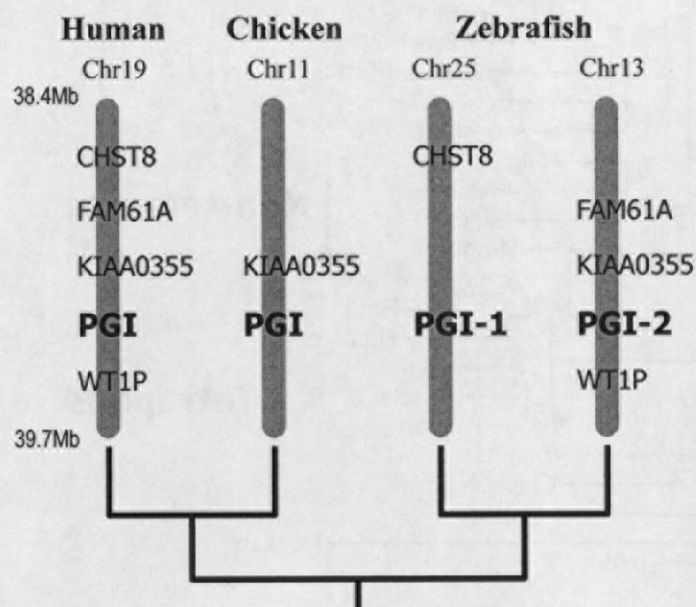 Human Chicken Zebrafish
Chr19 Chr11 Chr25 Chr13
38.4Mb
CHST8 CHST8
FAM61A FAM61A
KIAA0355 KIAA0355 KIAA0355
PGI PGI PGI-1 PGI-2
WT1P WT1P
39.7Mb